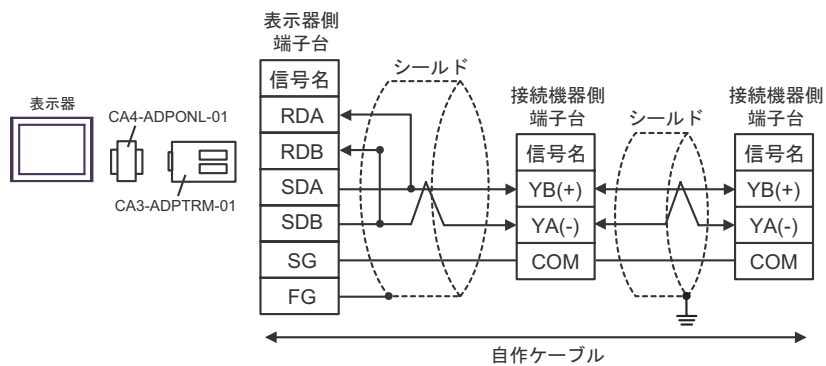 表示器
CA4-ADPONL-01
CA3-ADPTRM-01
表示器側
端子台
信号名
RDA
RDB
SDA
SDB
SG
FG
シールド
接続機器側
端子台
信号名
YB(+)
YA(-)
COM
シールド
接続機器側
端子台
信号名
YB(+)
YA(-)
COM
自作ケーブル